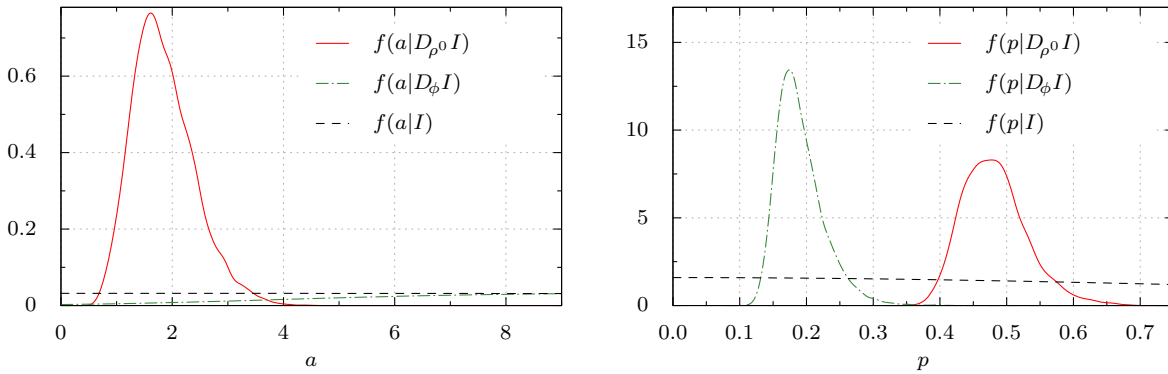 0.6
0.4
0.2
0
0
2
4
6
8
a
f(a|D_{ρ^0}I)
f(a|D_ϕI)
f(a|I)
15
10
5
0
0.0
0.1
0.2
0.3
0.4
0.5
0.6
0.7
p
f(p|D_{ρ^0}I)
f(p|D_ϕI)
f(p|I)